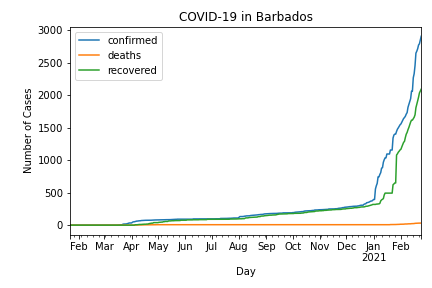 COVID-19 in Barbados
confirmed
deaths
recovered
Number of Cases
3000
2500
2000
1500
1000
500
0
Feb Mar Apr May Jun Jul Aug Sep Oct Nov Dec Jan Feb
2021
Day